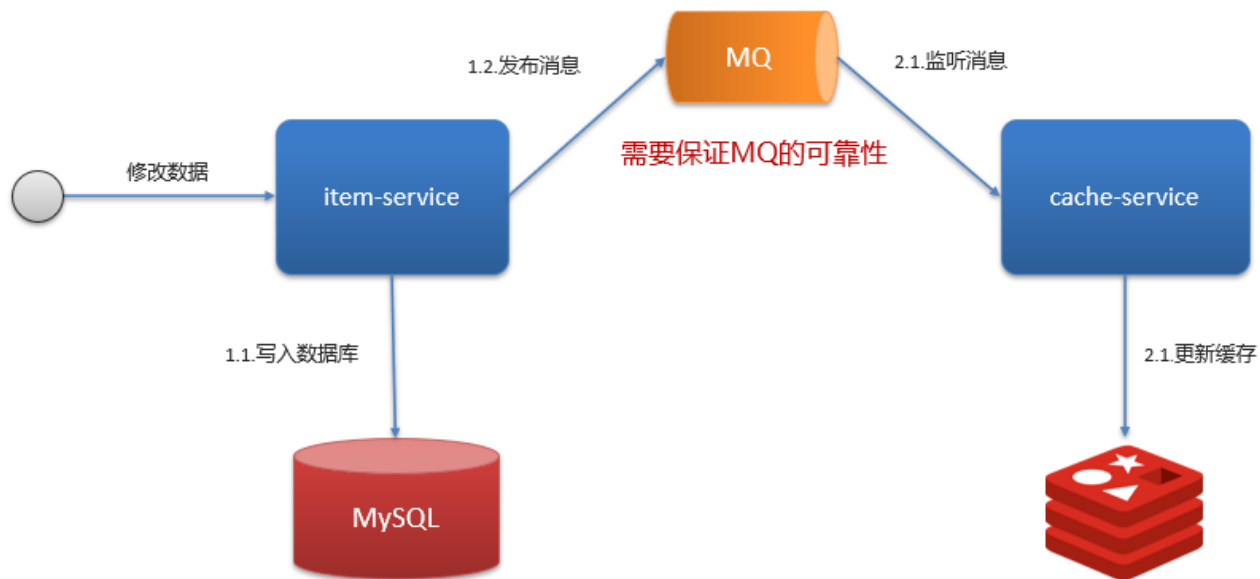 MQ
1.2.发布消息
2.1.监听消息
需要保证MQ的可靠性
修改数据
item-service
cache-service
1.1.写入数据库
2.1.更新缓存
MySQL